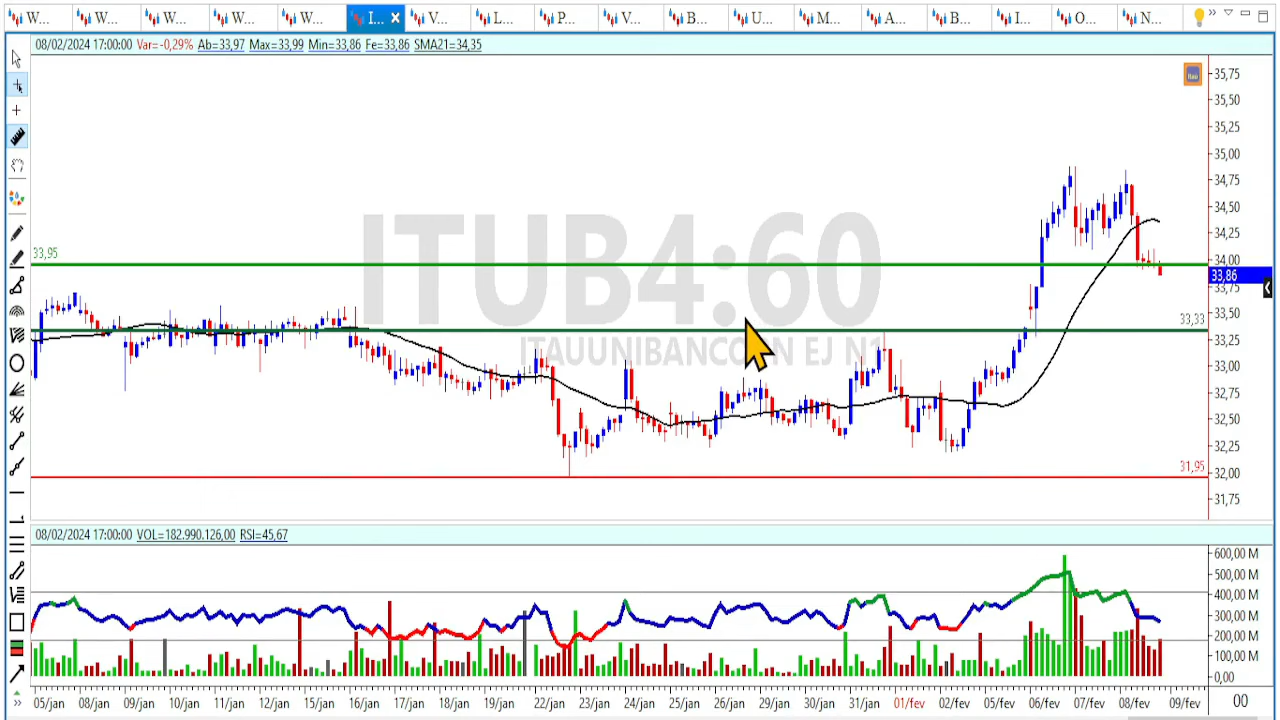 W... W... W... W... W... I... V... L... P... V... B... U... M... A... B... I... O... N...
08/02/2024 17:00:00 Var= -0,29% Ab=33,97 Max=33,99 Min=33,86 Fe=33,86 SMA21=34,35
Itaú
35,75
35,50
35,25
35,00
34,75
34,50
34,25
34,00
33,95
33,86
33,75
33,50
33,33
33,25
33,00
32,75
32,50
32,25
31,95
32,00
31,75
ITUB4:60
ITAUUNIBANCO N EJ N1
08/02/2024 17:00:00 VOL=182.990.126,00 RSI=45,67
600,00 M
500,00 M
400,00 M
300,00 M
200,00 M
100,00 M
0,00
05/jan 08/jan 09/jan 10/jan 11/jan 12/jan 15/jan 16/jan 17/jan 18/jan 19/jan 22/jan 23/jan 24/jan 25/jan 26/jan 29/jan 30/jan 31/jan 01/fev 02/fev 05/fev 06/fev 07/fev 08/fev 09/fev 00